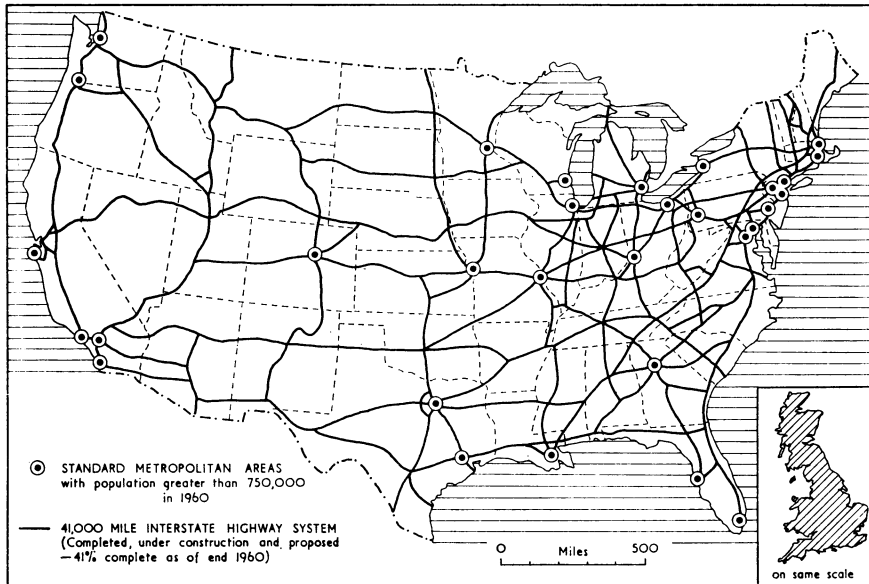 STANDARD METROPOLITAN AREAS
with population greater than 750,000
in 1960
41,000 MILE INTERSTATE HIGHWAY SYSTEM
(Completed, under construction and proposed
—41% complete as of end 1960)
0 Miles 500
on same scale